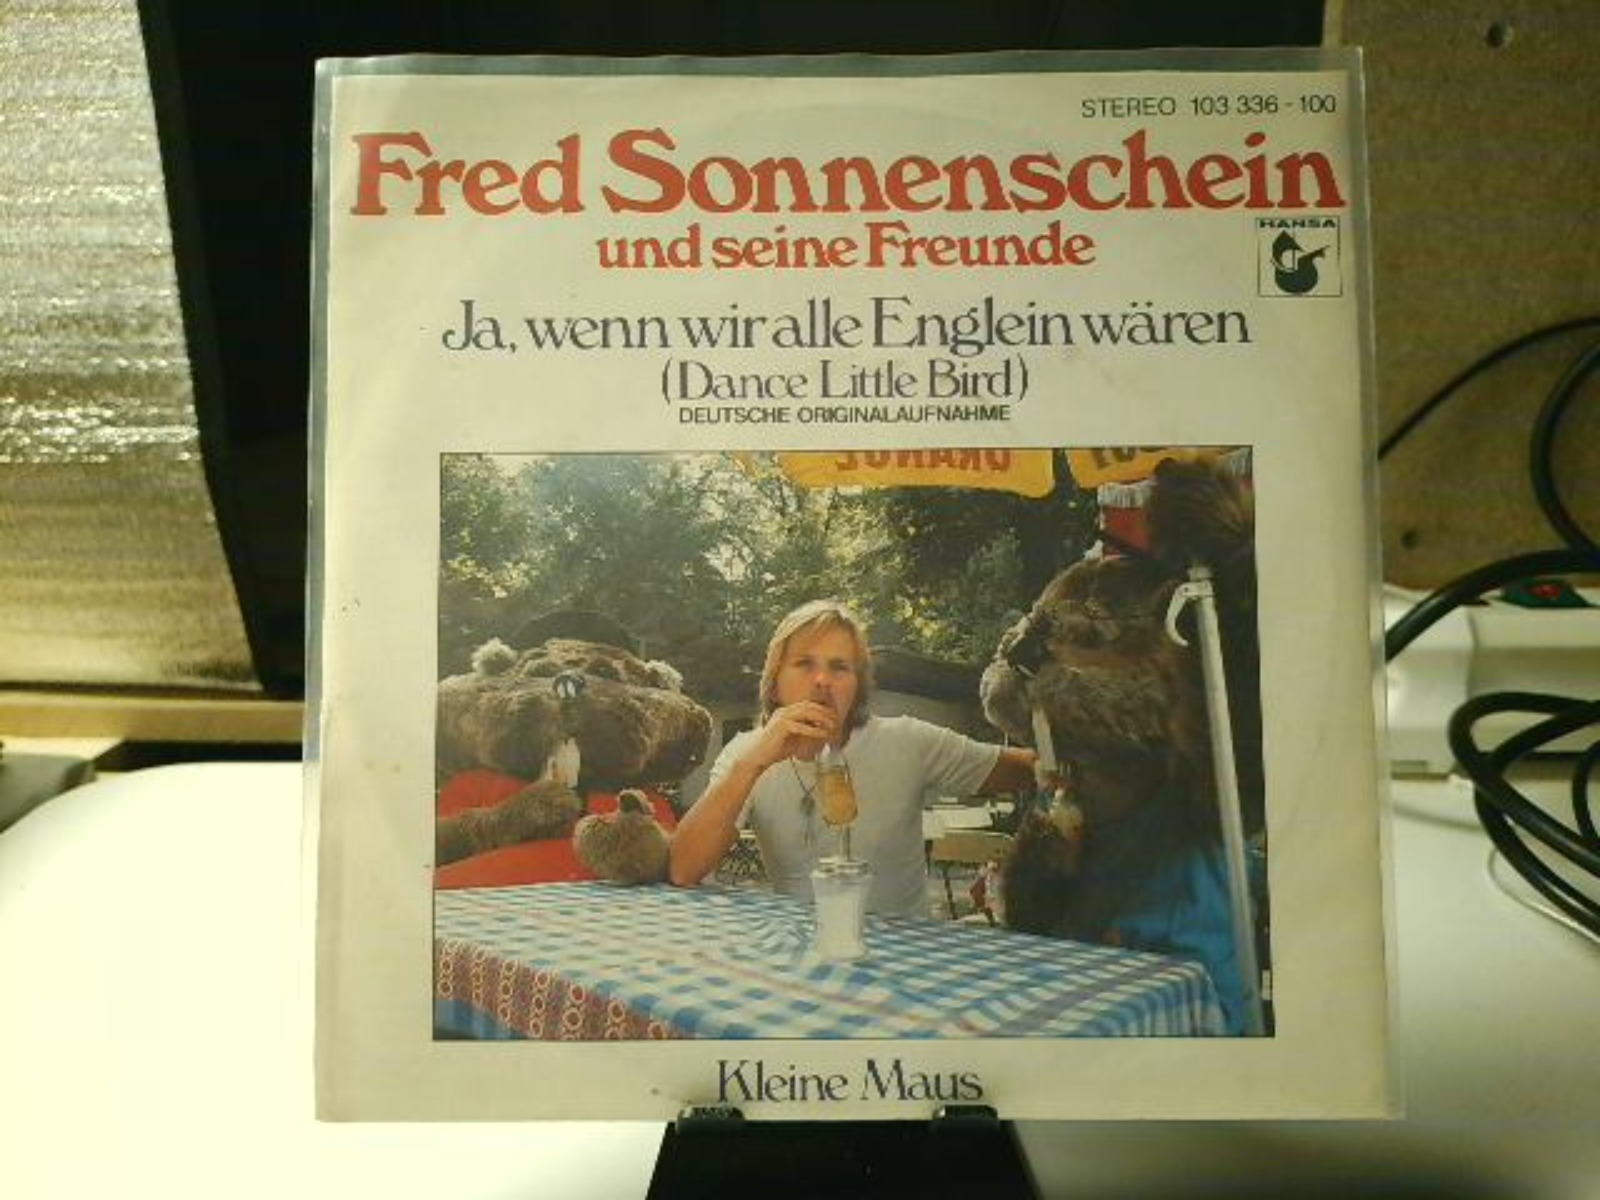 STEREO 103 336 - 100
Fred Sonnenschein
und seine Freunde
HANSA
Ja, wenn wir alle Englein wären
(Dance Little Bird)
DEUTSCHE ORIGINALAUFNAHME
Kleine Maus